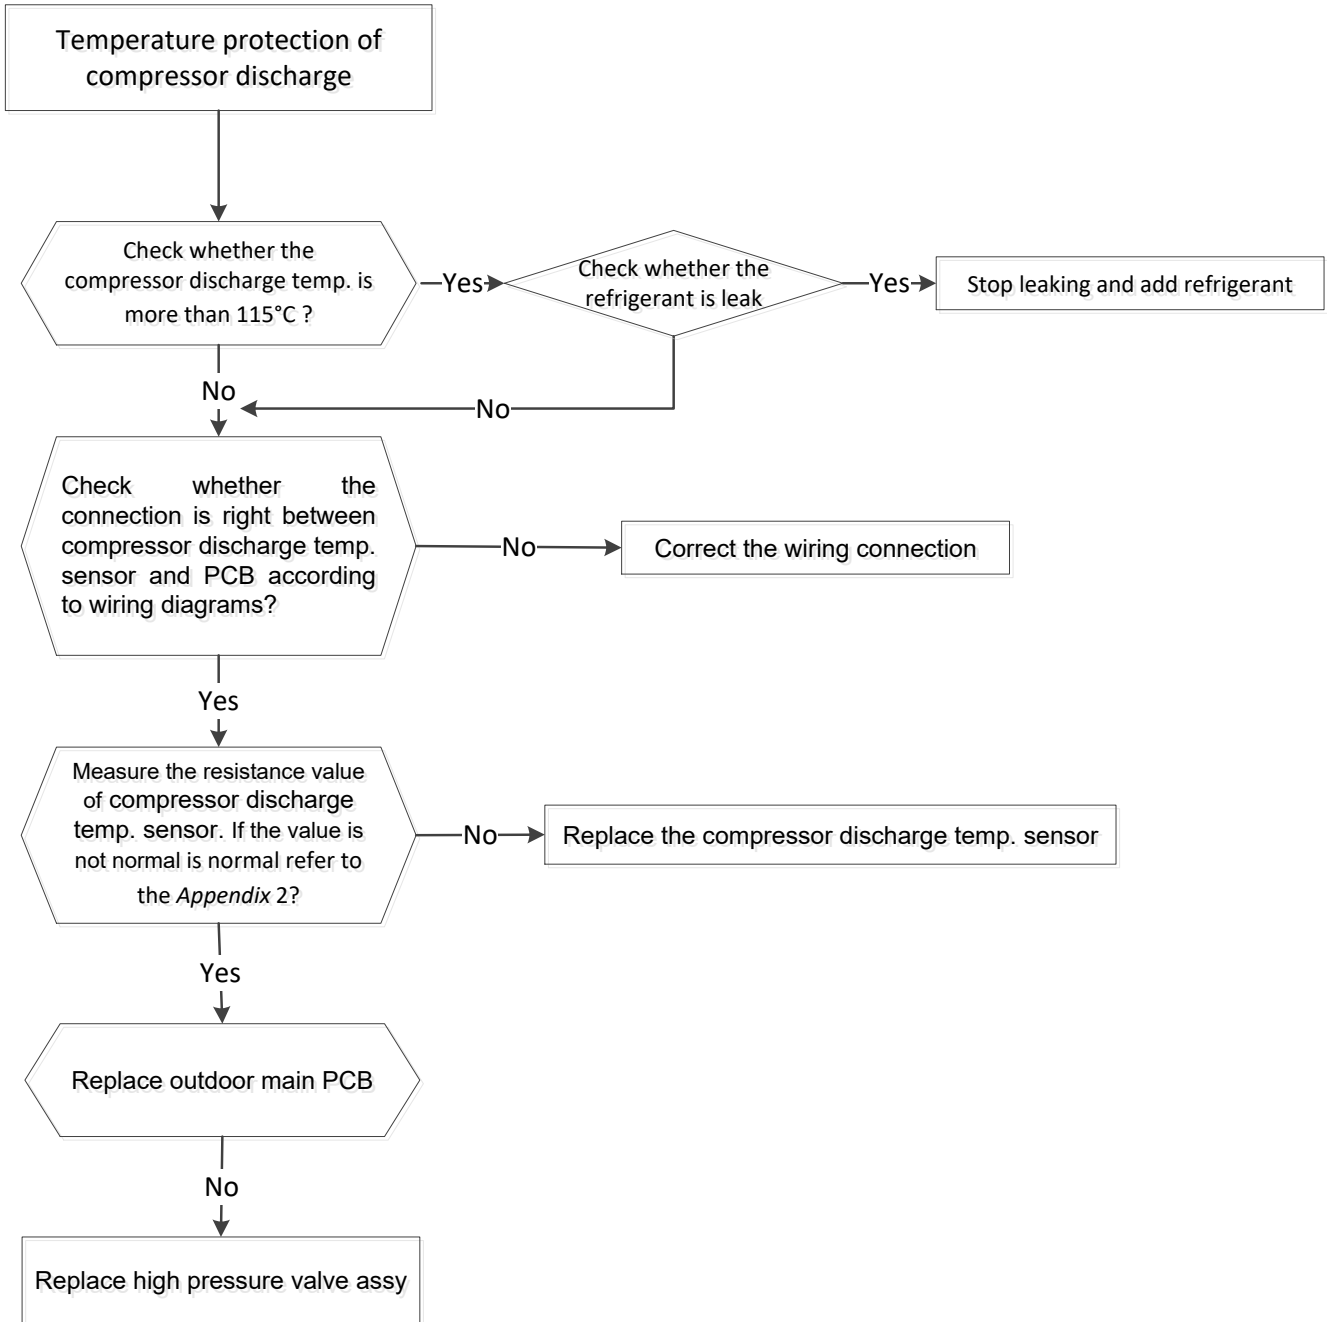 Temperature protection of
compressor discharge
Check whether the
compressor discharge temp. is
more than 115°C ?
Yes
Check whether the
refrigerant is leak
Yes
Stop leaking and add refrigerant
No
No
Check whether the
connection is right between
compressor discharge temp.
sensor and PCB according
to wiring diagrams?
No
Correct the wiring connection
Yes
Measure the resistance value
of compressor discharge
temp. sensor. If the value is
not normal is normal refer to
the Appendix 2?
No
Replace the compressor discharge temp. sensor
Yes
Replace outdoor main PCB
No
Replace high pressure valve assy